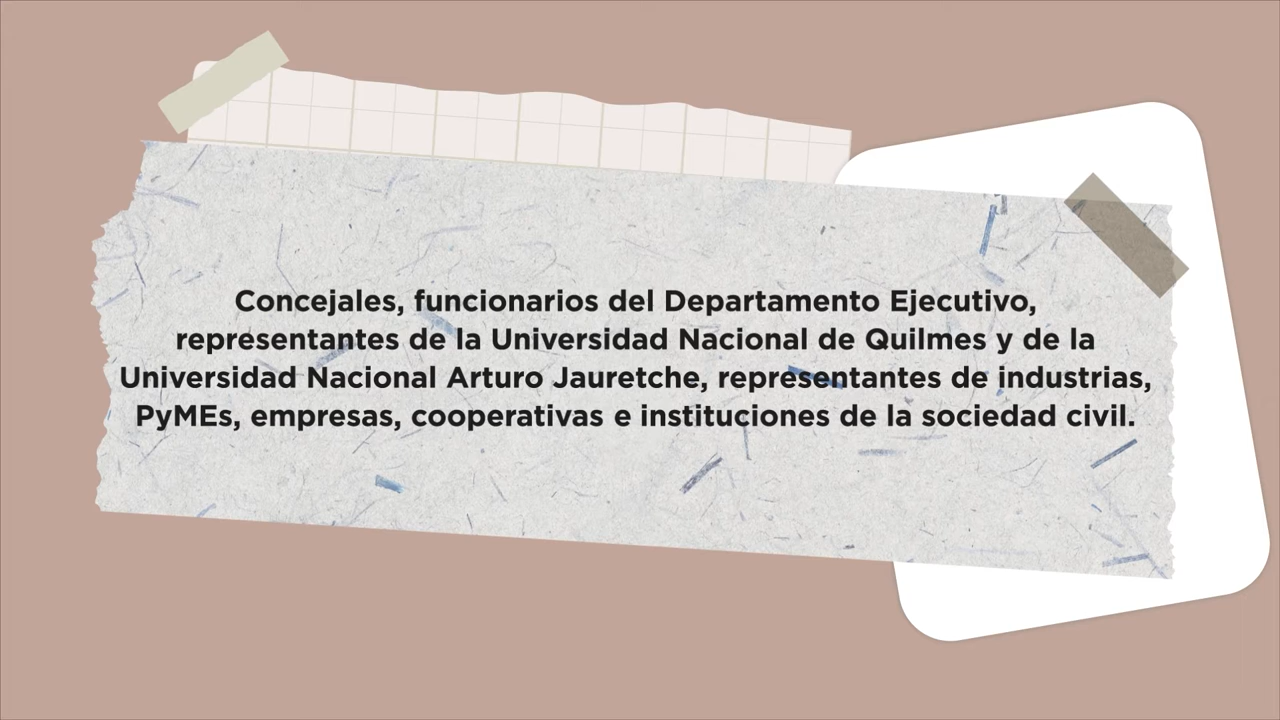 Concejales, funcionarios del Departamento Ejecutivo,
representantes de la Universidad Nacional de Quilmes y de la
Universidad Nacional Arturo Jauretche, representantes de industrias,
PyMEs, empresas, cooperativas e instituciones de la sociedad civil.